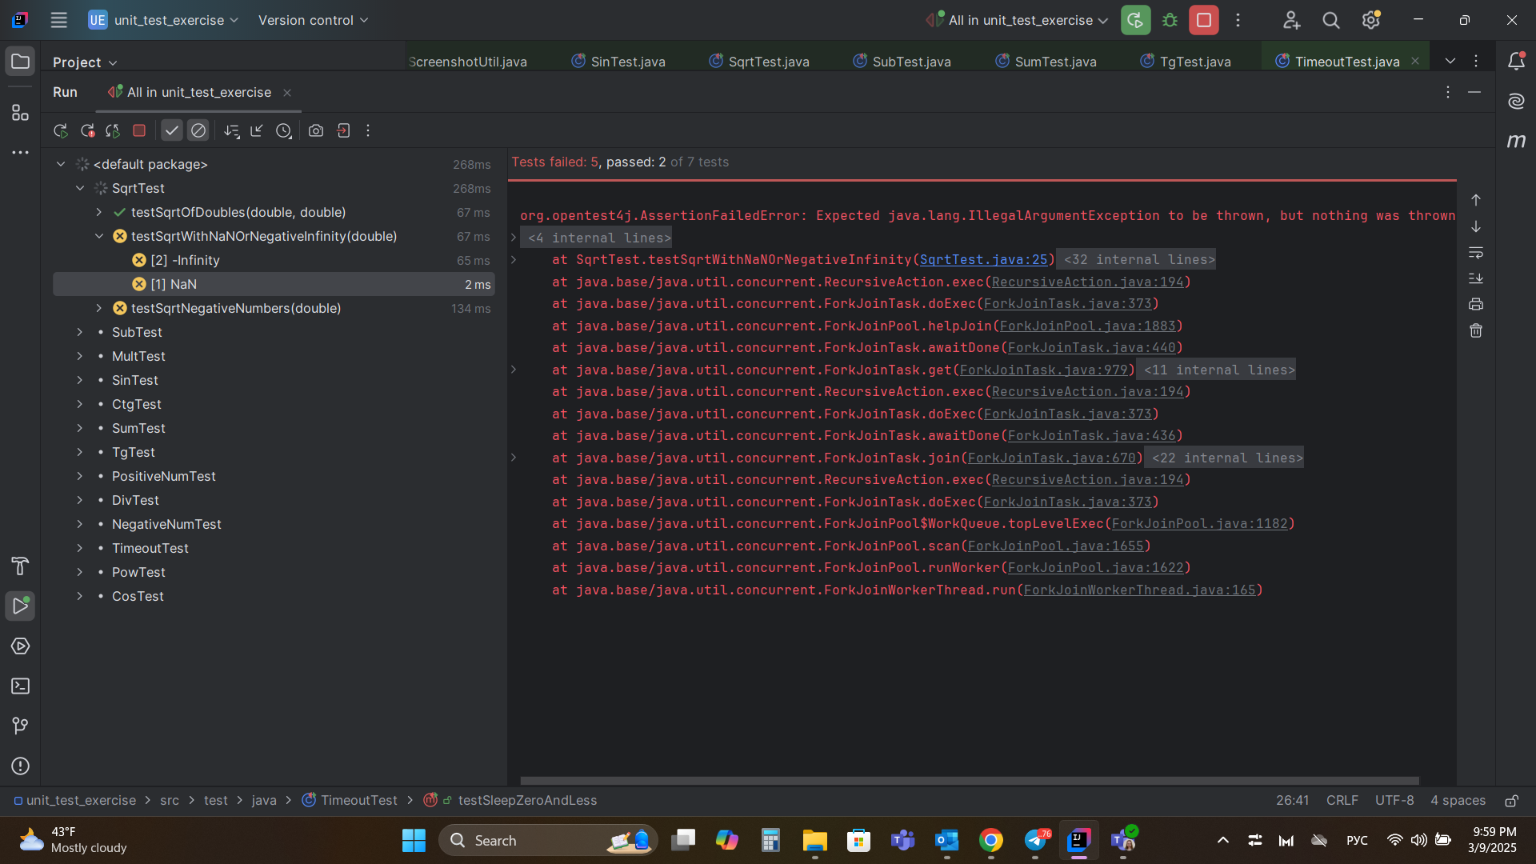 UE unit_test_exercise Version control All in unit_test_exercise
Project ScreenshotUtil.java SinTest.java SqrtTest.java SubTest.java SumTest.java TgTest.java TimeoutTest.java
Run All in unit_test_exercise
<default package> 268ms
SqrtTest 268ms
testSqrtOfDoubles(double, double) 67 ms
testSqrtWithNaNOrNegativeInfinity(double) 67 ms
[2] -Infinity 65 ms
[1] NaN 2 ms
testSqrtNegativeNumbers(double) 134 ms
SubTest
MultTest
SinTest
CtgTest
SumTest
TgTest
PositiveNumTest
DivTest
NegativeNumTest
TimeoutTest
PowTest
CosTest
Tests failed: 5, passed: 2 of 7 tests
org.opentest4j.AssertionFailedError: Expected java.lang.IllegalArgumentException to be thrown, but nothing was thrown
<4 internal lines>
at SqrtTest.testSqrtWithNaNOrNegativeInfinity(SqrtTest.java:25) <32 internal lines>
at java.base/java.util.concurrent.RecursiveAction.exec(RecursiveAction.java:194)
at java.base/java.util.concurrent.ForkJoinTask.doExec(ForkJoinTask.java:373)
at java.base/java.util.concurrent.ForkJoinPool.helpJoin(ForkJoinPool.java:1883)
at java.base/java.util.concurrent.ForkJoinTask.awaitDone(ForkJoinTask.java:440)
at java.base/java.util.concurrent.ForkJoinTask.get(ForkJoinTask.java:979) <11 internal lines>
at java.base/java.util.concurrent.RecursiveAction.exec(RecursiveAction.java:194)
at java.base/java.util.concurrent.ForkJoinTask.doExec(ForkJoinTask.java:373)
at java.base/java.util.concurrent.ForkJoinTask.awaitDone(ForkJoinTask.java:436)
at java.base/java.util.concurrent.ForkJoinTask.join(ForkJoinTask.java:670) <22 internal lines>
at java.base/java.util.concurrent.RecursiveAction.exec(RecursiveAction.java:194)
at java.base/java.util.concurrent.ForkJoinTask.doExec(ForkJoinTask.java:373)
at java.base/java.util.concurrent.ForkJoinPool$WorkQueue.topLevelExec(ForkJoinPool.java:1182)
at java.base/java.util.concurrent.ForkJoinPool.scan(ForkJoinPool.java:1655)
at java.base/java.util.concurrent.ForkJoinPool.runWorker(ForkJoinPool.java:1622)
at java.base/java.util.concurrent.ForkJoinWorkerThread.run(ForkJoinWorkerThread.java:165)
unit_test_exercise > src > test > java > TimeoutTest > testSleepZeroAndLess 26:41 CRLF UTF-8 4 spaces
43°F
Mostly cloudy
Search
76
РУС
9:59 PM
3/9/2025